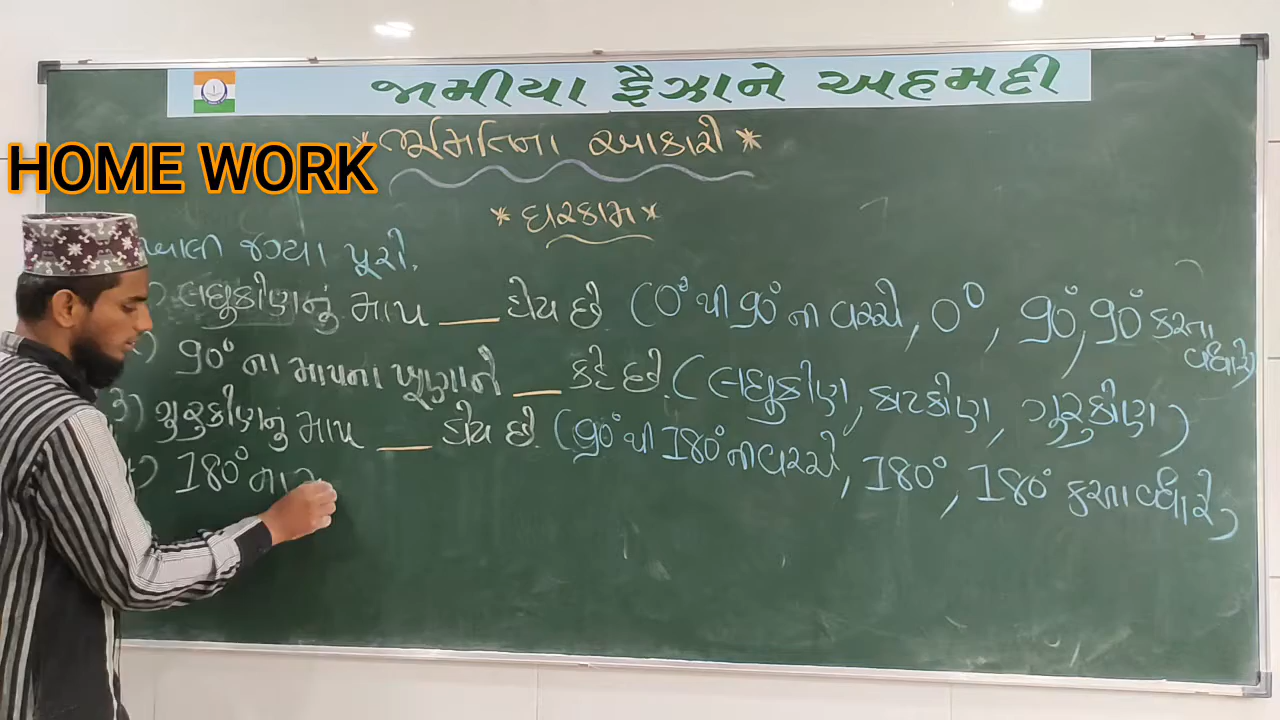 જામીયા ફૈઝાને અહમદી
HOME WORK
* ભૂમિતિના આકારો *
* ઘરકામ *
ખાલી જગ્યા પૂરો.
લઘુકોણનું માપ ___ હોય છે (0° થી 90° ના વચ્ચે, 0°, 90°, 90° કરતા વધારે)
90° ના માપના ખૂણાને ___ કહે છે. (લઘુકોણ, કાટકોણ, ગુરુકોણ)
3) ગુરુકોણનું માપ ___ હોય છે. (90° થી 180° ના વચ્ચે, 180°, 180° કરતા વધારે)
180° ના